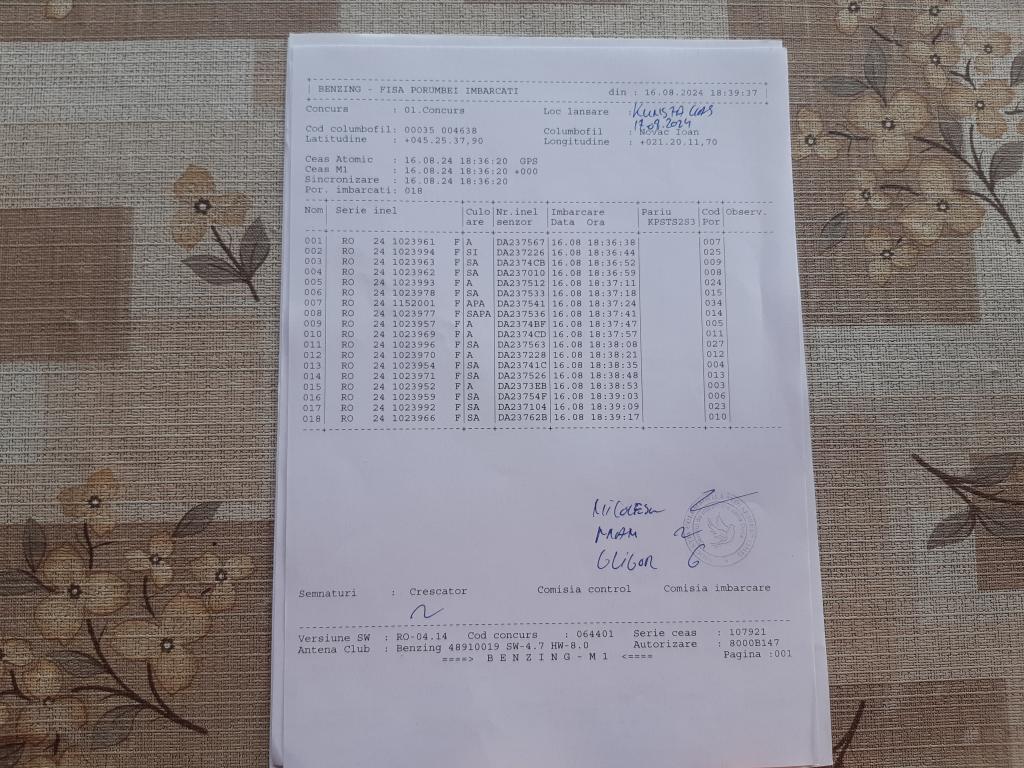 BENZING - FISA PORUMBEI IMBARCATI din : 16.08.2024 18:39:37
Concurs : 01.Concurs Loc lansare :
17.08.2024
Cod columbofil: 00035 004638 Columbofil : Novac Ioan
Latitudine : +045.25.37,90 Longitudine : +021.20.11,70
Ceas Atomic : 16.08.24 18:36:20 GPS
Ceas M1 : 16.08.24 18:36:20 +000
Sincronizare : 16.08.24 18:36:20
Por. imbarcati: 018
Nom Serie inel Culo Nr.inel Imbarcare Pariu Cod Observ.
are senzor Data Ora KPSTS2S3 Por
001 RO 24 1023961 F A DA237567 16.08 18:36:38 007
002 RO 24 1023994 F SI DA237226 16.08 18:36:44 025
003 RO 24 1023963 F SA DA2374CB 16.08 18:36:52 009
004 RO 24 1023962 F SA DA237010 16.08 18:36:59 008
005 RO 24 1023993 F A DA237512 16.08 18:37:11 024
006 RO 24 1023978 F SA DA237533 16.08 18:37:18 015
007 RO 24 1152001 F APA DA237541 16.08 18:37:24 034
008 RO 24 1023977 F SAPA DA237536 16.08 18:37:41 014
009 RO 24 1023957 F A DA2374BF 16.08 18:37:47 005
010 RO 24 1023969 F A DA2374CD 16.08 18:37:57 011
011 RO 24 1023996 F SA DA237563 16.08 18:38:08 027
012 RO 24 1023970 F A DA237228 16.08 18:38:21 012
013 RO 24 1023954 F SA DA23741C 16.08 18:38:35 004
014 RO 24 1023971 F SA DA237526 16.08 18:38:48 013
015 RO 24 1023952 F A DA2373EB 16.08 18:38:53 003
016 RO 24 1023959 F SA DA23754F 16.08 18:39:03 006
017 RO 24 1023992 F SA DA237104 16.08 18:39:09 023
018 RO 24 1023966 F SA DA23762B 16.08 18:39:17 010
GLIGOR
Semnaturi : Crescator Comisia control Comisia imbarcare
Versiune SW : RO-04.14 Cod concurs : 064401 Serie ceas : 107921
Antena Club : Benzing 48910019 SW-4.7 HW-8.0 Autorizare : 8000B147
====> B E N Z I N G - M 1 <==== Pagina :001